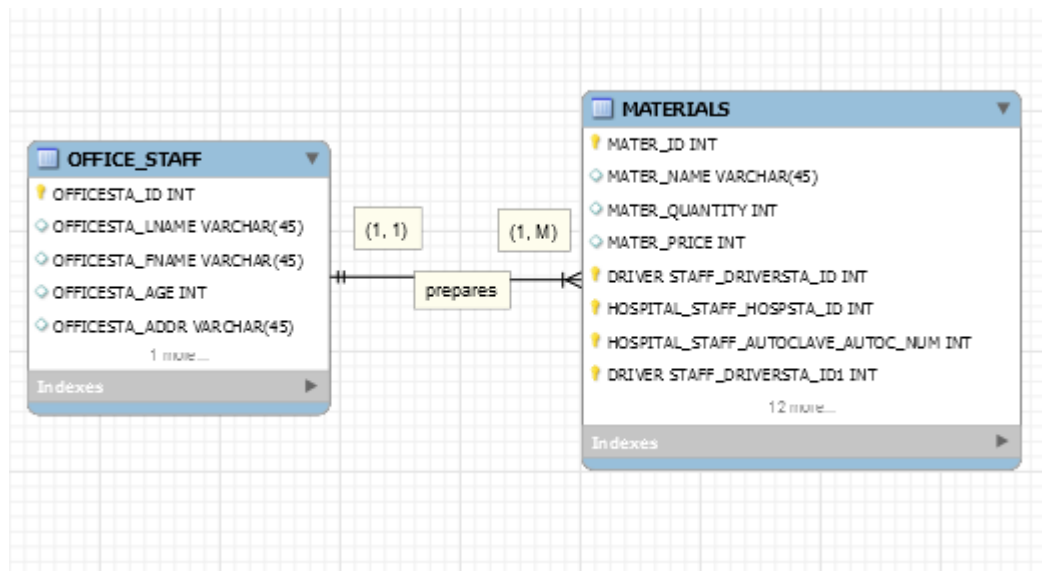 OFFICE_STAFF
OFFICESTA_ID INT
OFFICESTA_LNAME VARCHAR(45)
OFFICESTA_FNAME VARCHAR(45)
OFFICESTA_AGE INT
OFFICESTA_ADDR VARCHAR(45)
1 more...
Indexes
(1, 1)
(1, M)
prepares
MATERIALS
MATER_ID INT
MATER_NAME VARCHAR(45)
MATER_QUANTITY INT
MATER_PRICE INT
DRIVER STAFF_DRIVERSTA_ID INT
HOSPITAL_STAFF_HOSPSTA_ID INT
HOSPITAL_STAFF_AUTOCLAVE_AUTOC_NUM INT
DRIVER STAFF_DRIVERSTA_ID1 INT
12 more...
Indexes